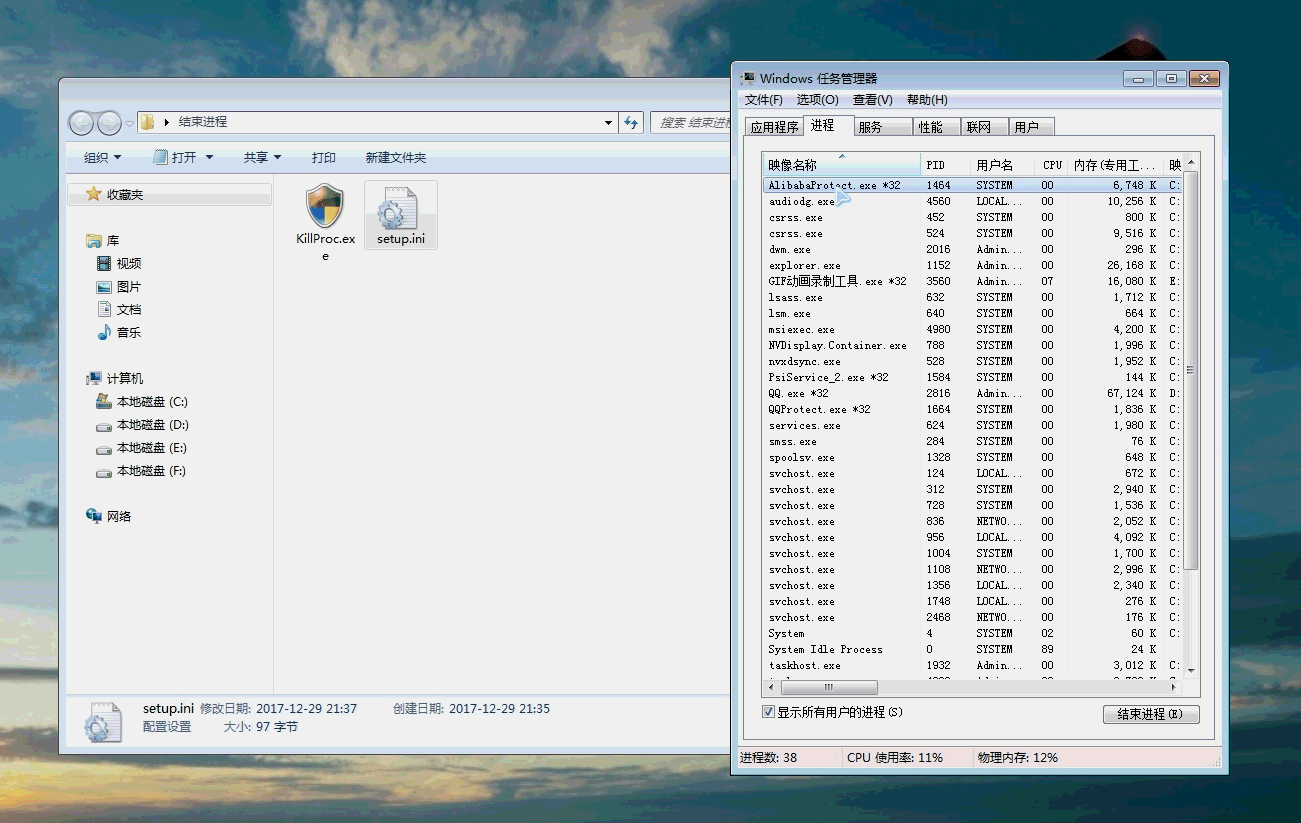 结束进程
搜索 结束进
组织 打开 共享 打印 新建文件夹
收藏夹
库
视频
图片
文档
音乐
计算机
本地磁盘 (C:)
本地磁盘 (D:)
本地磁盘 (E:)
本地磁盘 (F:)
网络
KillProc.ex
e
setup.ini
setup.ini 修改日期: 2017-12-29 21:37 创建日期: 2017-12-29 21:35
配置设置 大小: 97 字节
Windows 任务管理器
文件(F) 选项(O) 查看(V) 帮助(H)
应用程序 进程 服务 性能 联网 用户
映像名称 PID 用户名 CPU 内存(专用工... 映
AlibabaProtect.exe *32 1464 SYSTEM 00 6,748 K C:
audiodg.exe 4560 LOCAL... 00 10,256 K C:
csrss.exe 452 SYSTEM 00 800 K C:
csrss.exe 524 SYSTEM 00 9,516 K C:
dwm.exe 2016 Admin... 00 296 K C:
explorer.exe 1152 Admin... 00 26,168 K C:
GIF动画录制工具.exe *32 3560 Admin... 07 16,080 K E:
lsass.exe 632 SYSTEM 00 1,712 K C:
lsm.exe 640 SYSTEM 00 664 K C:
msiexec.exe 4980 SYSTEM 00 4,200 K C:
NVDisplay.Container.exe 788 SYSTEM 00 1,996 K C:
nvxdsync.exe 528 SYSTEM 00 1,952 K C:
PsiService_2.exe *32 1584 SYSTEM 00 144 K C:
QQ.exe *32 2816 Admin... 00 67,124 K D:
QQProtect.exe *32 1664 SYSTEM 00 1,836 K C:
services.exe 624 SYSTEM 00 1,980 K C:
smss.exe 284 SYSTEM 00 76 K C:
spoolsv.exe 1328 SYSTEM 00 648 K C:
svchost.exe 124 LOCAL... 00 672 K C:
svchost.exe 312 SYSTEM 00 2,940 K C:
svchost.exe 728 SYSTEM 00 1,536 K C:
svchost.exe 836 NETWO... 00 2,052 K C:
svchost.exe 956 LOCAL... 00 4,092 K C:
svchost.exe 1004 SYSTEM 00 1,700 K C:
svchost.exe 1108 NETWO... 00 2,996 K C:
svchost.exe 1356 LOCAL... 00 2,340 K C:
svchost.exe 1748 LOCAL... 00 276 K C:
svchost.exe 2468 NETWO... 00 176 K C:
System 4 SYSTEM 02 60 K C:
System Idle Process 0 SYSTEM 89 24 K
taskhost.exe 1932 Admin... 00 3,012 K C:
显示所有用户的进程(S) 结束进程(E)
进程数: 38 CPU 使用率: 11% 物理内存: 12%